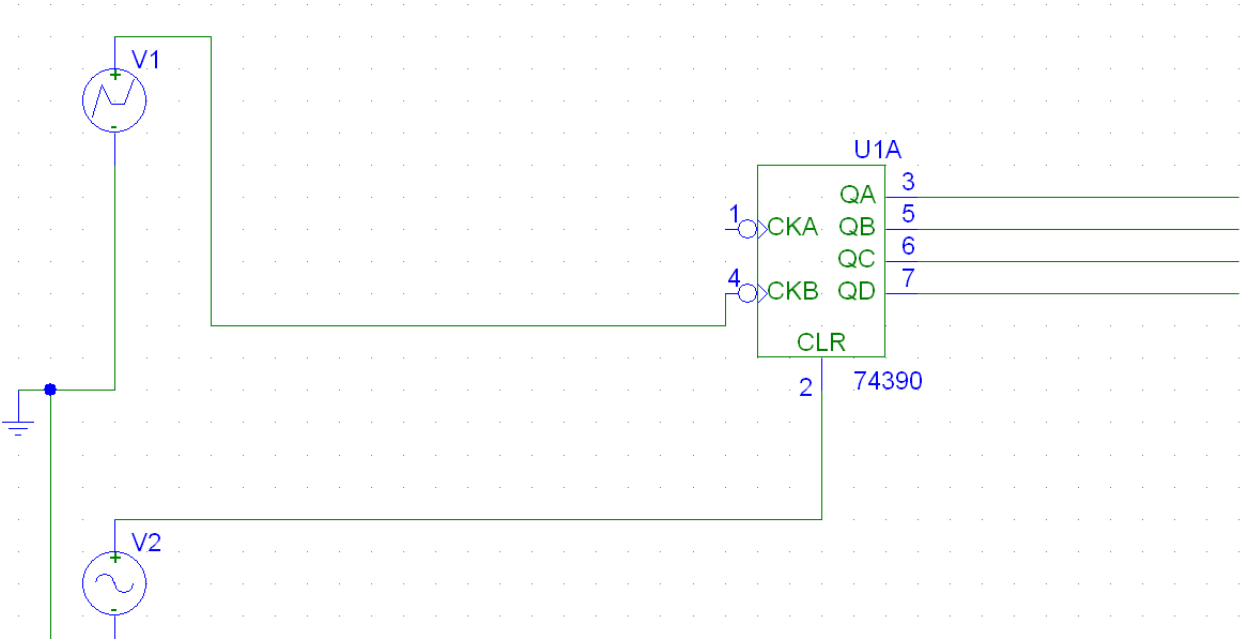 V1
+
-
U1A
QA 3
1 CKA QB 5
QC 6
4 CKB QD 7
CLR
2 74390
V2
+
-